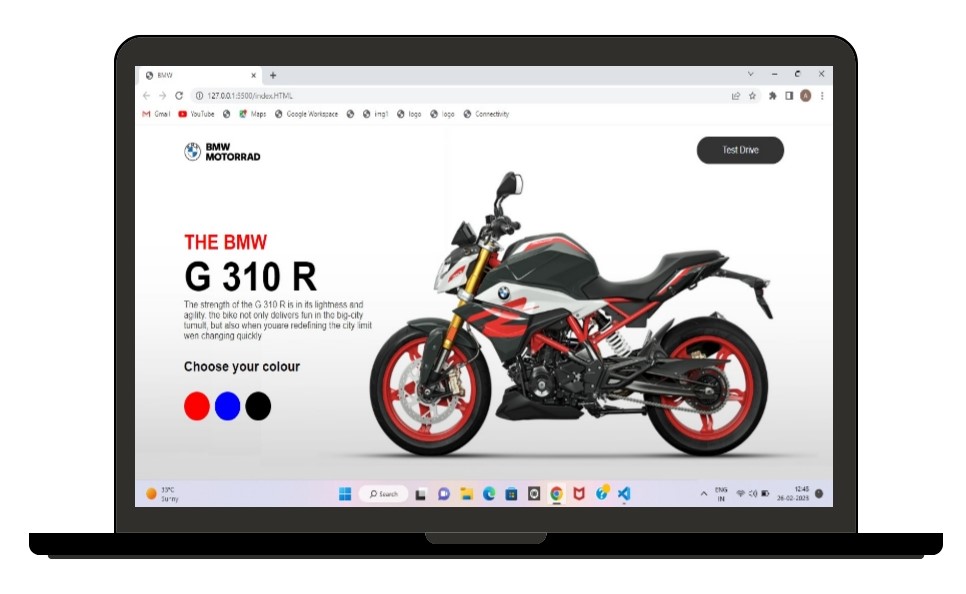 BMW
127.0.0.1:5500/index.HTML
A
Gmail YouTube Maps Google Workspace img1 logo logo Connectivity
BMW
MOTORRAD
Test Drive
THE BMW
G 310 R
The strength of the G 310 R is in its lightness and
agility. the bike not only delivers fun in the big-city
tumult, but also when youare redefining the city limit
wen changing quickly
Choose your colour
33°C
Sunny
Search
ENG
IN
12:45
26-02-2023